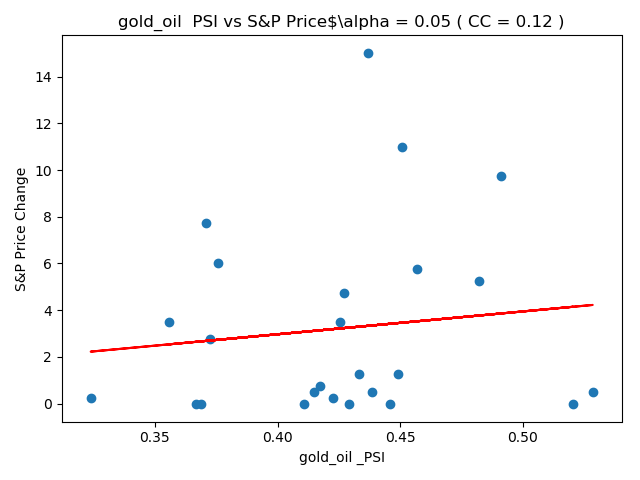 gold_oil  PSI vs S&P Price$\alpha = 0.05 ( CC = 0.12 )
S&P Price Change
14
12
10
8
6
4
2
0
0.35 0.40 0.45 0.50
gold_oil _PSI